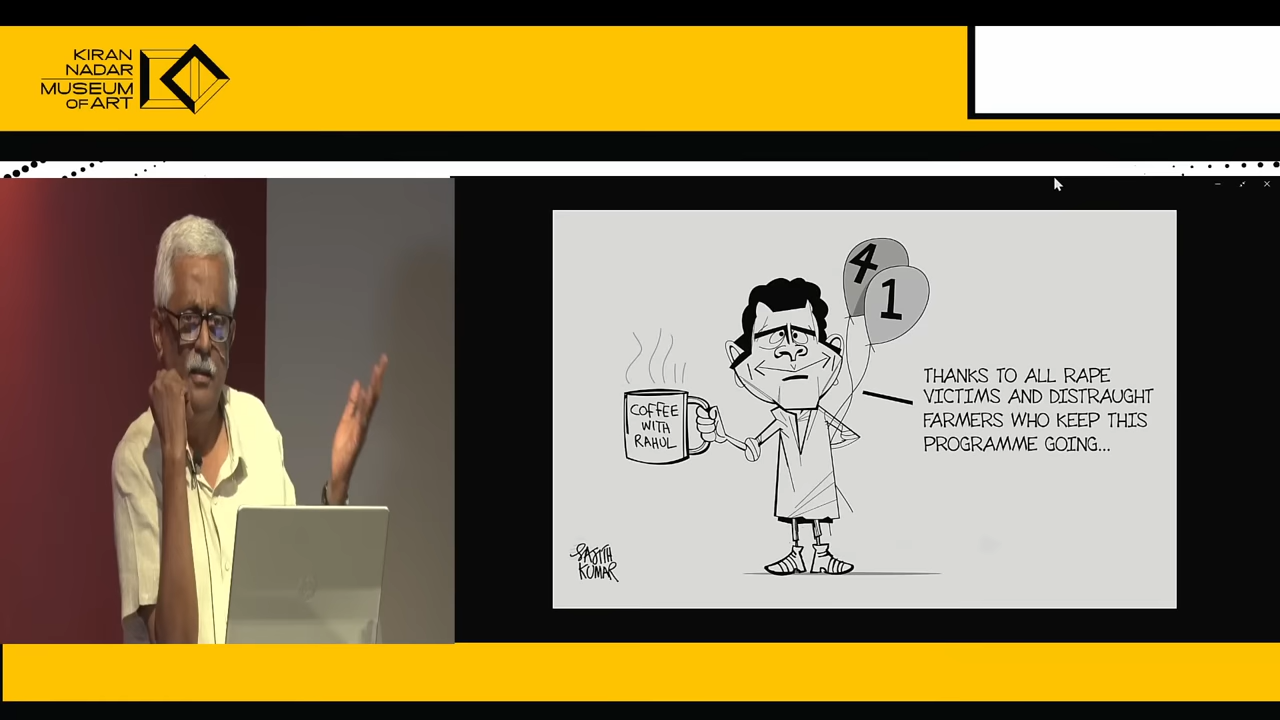 KIRAN
NADAR
MUSEUM
OF ART
4
1
COFFEE
WITH
RAHUL
THANKS TO ALL RAPE
VICTIMS AND DISTRAUGHT
FARMERS WHO KEEP THIS
PROGRAMME GOING...
SAJITH
KUMAR